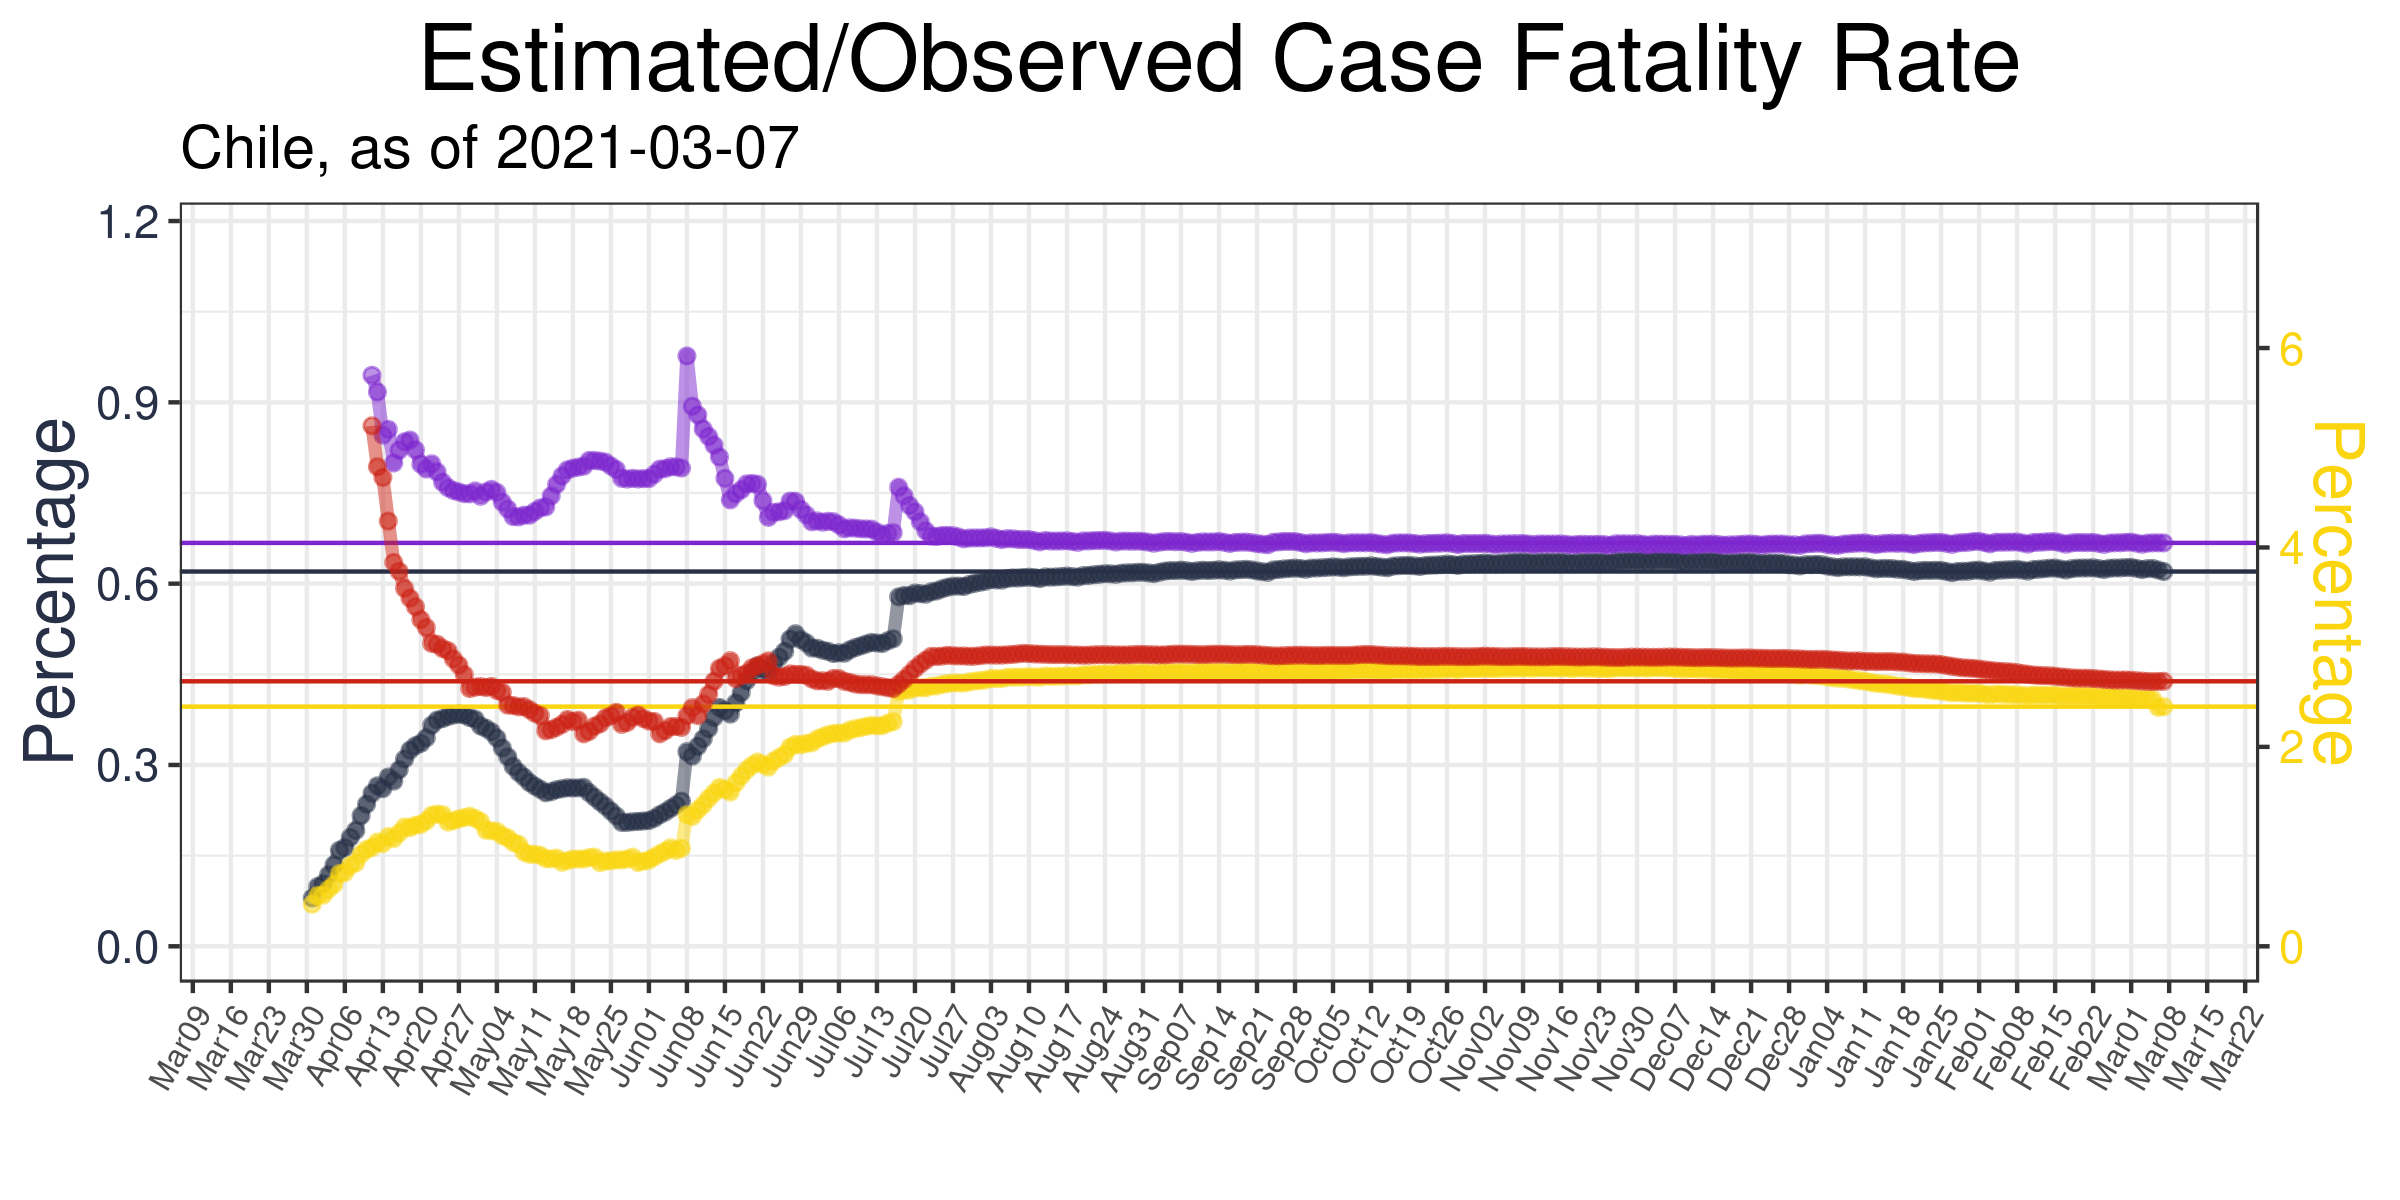 Estimated/Observed Case Fatality Rate
Chile, as of 2021-03-07
Percentage
1.2
0.9
0.6
0.3
0.0
6
4
2
0
Percentage
Mar09
Mar16
Mar23
Mar30
Apr06
Apr13
Apr20
Apr27
May04
May11
May18
May25
Jun01
Jun08
Jun15
Jun22
Jun29
Jul06
Jul13
Jul20
Jul27
Aug03
Aug10
Aug17
Aug24
Aug31
Sep07
Sep14
Sep21
Sep28
Oct05
Oct12
Oct19
Oct26
Nov02
Nov09
Nov16
Nov23
Nov30
Dec07
Dec14
Dec21
Dec28
Jan04
Jan11
Jan18
Jan25
Feb01
Feb08
Feb15
Feb22
Mar01
Mar08
Mar15
Mar22